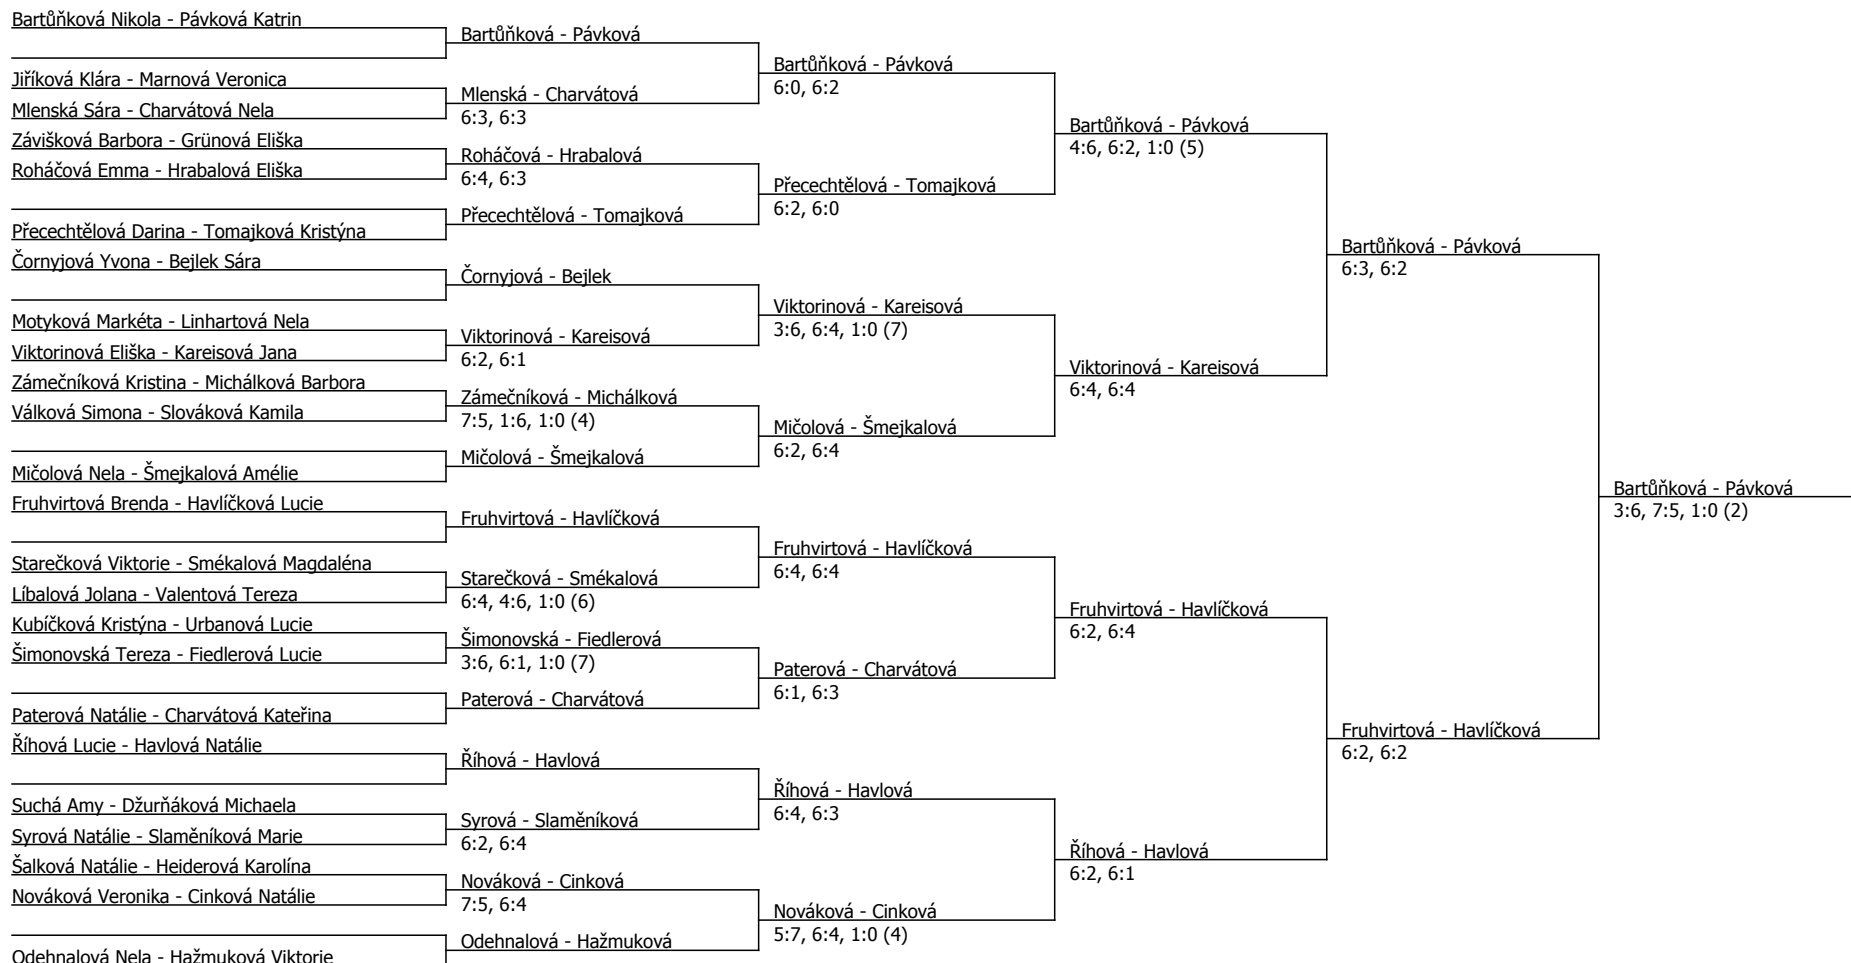 Bartůňková Nikola - Pávková Katrin
Jiříková Klára - Marnová Veronica
Mlenská Sára - Charvátová Nela
Závišková Barbora - Grünová Eliška
Roháčová Emma - Hrabalová Eliška
Přecechtělová Darina - Tomajková Kristýna
Čornyjová Yvona - Bejlek Sára
Motyková Markéta - Linhartová Nela
Viktorinová Eliška - Kareisová Jana
Zámečníková Kristina - Michálková Barbora
Válková Simona - Slováková Kamila
Mičolová Nela - Šmejkalová Amélie
Fruhvirtová Brenda - Havlíčková Lucie
Starečková Viktorie - Smékalová Magdaléna
Líbalová Jolana - Valentová Tereza
Kubíčková Kristýna - Urbanová Lucie
Šimonovská Tereza - Fiedlerová Lucie
Paterová Natálie - Charvátová Kateřina
Říhová Lucie - Havlová Natálie
Suchá Amy - Džurňáková Michaela
Syrová Natálie - Slaměníková Marie
Šalková Natálie - Heiderová Karolína
Nováková Veronika - Cinková Natálie
Odehnalová Nela - Hažmuková Viktorie
Bartůňková - Pávková
Mlenská - Charvátová
6:3, 6:3
Roháčová - Hrabalová
6:4, 6:3
Přecechtělová - Tomajková
Čornyjová - Bejlek
Viktorinová - Kareisová
6:2, 6:1
Zámečníková - Michálková
7:5, 1:6, 1:0 (4)
Mičolová - Šmejkalová
Fruhvirtová - Havlíčková
Starečková - Smékalová
6:4, 4:6, 1:0 (6)
Šimonovská - Fiedlerová
3:6, 6:1, 1:0 (7)
Paterová - Charvátová
Říhová - Havlová
Syrová - Slaměníková
6:2, 6:4
Nováková - Cinková
7:5, 6:4
Odehnalová - Hažmuková
Bartůňková - Pávková
6:0, 6:2
Přecechtělová - Tomajková
6:2, 6:0
Viktorinová - Kareisová
3:6, 6:4, 1:0 (7)
Mičolová - Šmejkalová
6:2, 6:4
Fruhvirtová - Havlíčková
6:4, 6:4
Paterová - Charvátová
6:1, 6:3
Říhová - Havlová
6:4, 6:3
Nováková - Cinková
5:7, 6:4, 1:0 (4)
Bartůňková - Pávková
4:6, 6:2, 1:0 (5)
Viktorinová - Kareisová
6:4, 6:4
Fruhvirtová - Havlíčková
6:2, 6:4
Říhová - Havlová
6:2, 6:1
Bartůňková - Pávková
6:3, 6:2
Fruhvirtová - Havlíčková
6:2, 6:2
Bartůňková - Pávková
3:6, 7:5, 1:0 (2)